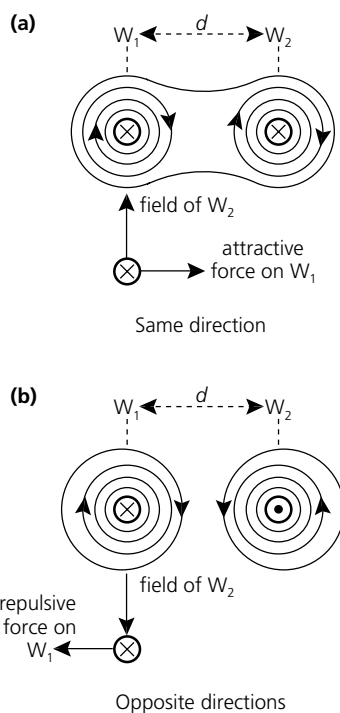 (a)
W₁ d W₂
field of W₂
attractive
force on W₁
Same direction
(b)
W₁ d W₂
field of W₂
repulsive
force on
W₁
Opposite directions